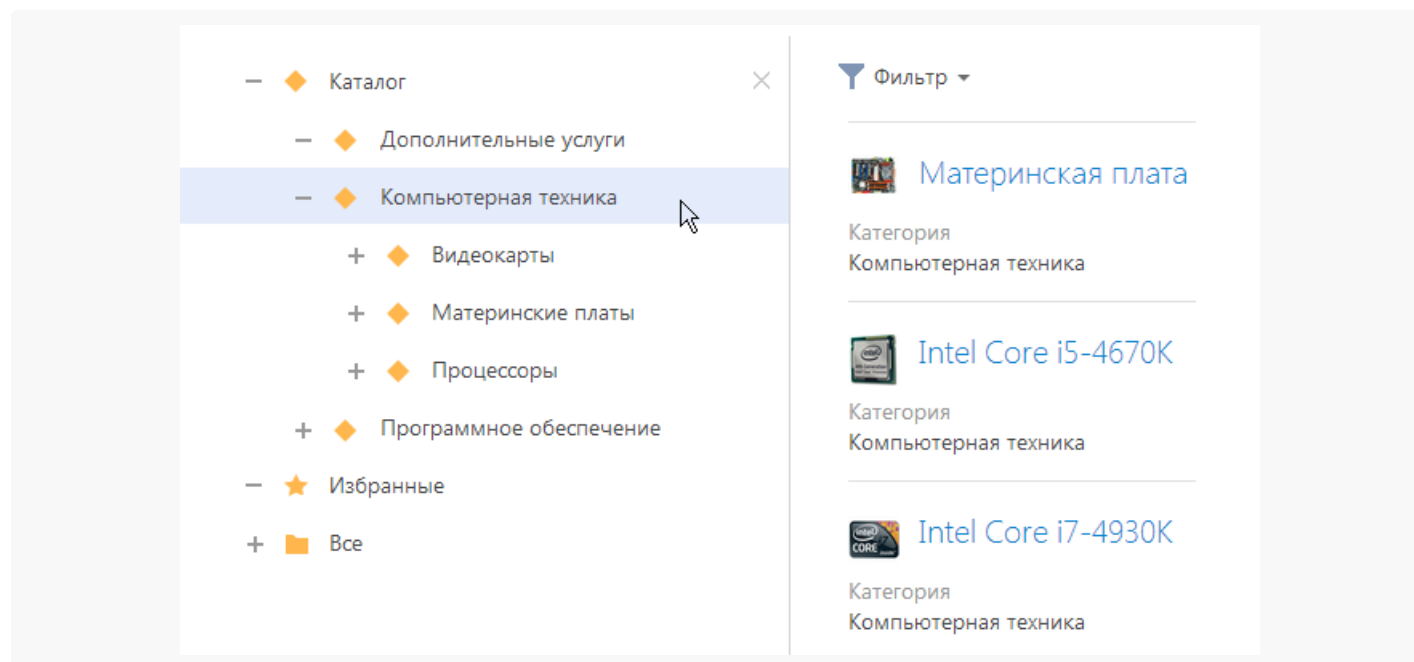 Каталог
Дополнительные услуги
Компьютерная техника
Видеокарты
Материнские платы
Процессоры
Программное обеспечение
Избранные
Все
Фильтр
Материнская плата
Категория
Компьютерная техника
Intel Core i5-4670K
Категория
Компьютерная техника
Intel Core i7-4930K
Категория
Компьютерная техника